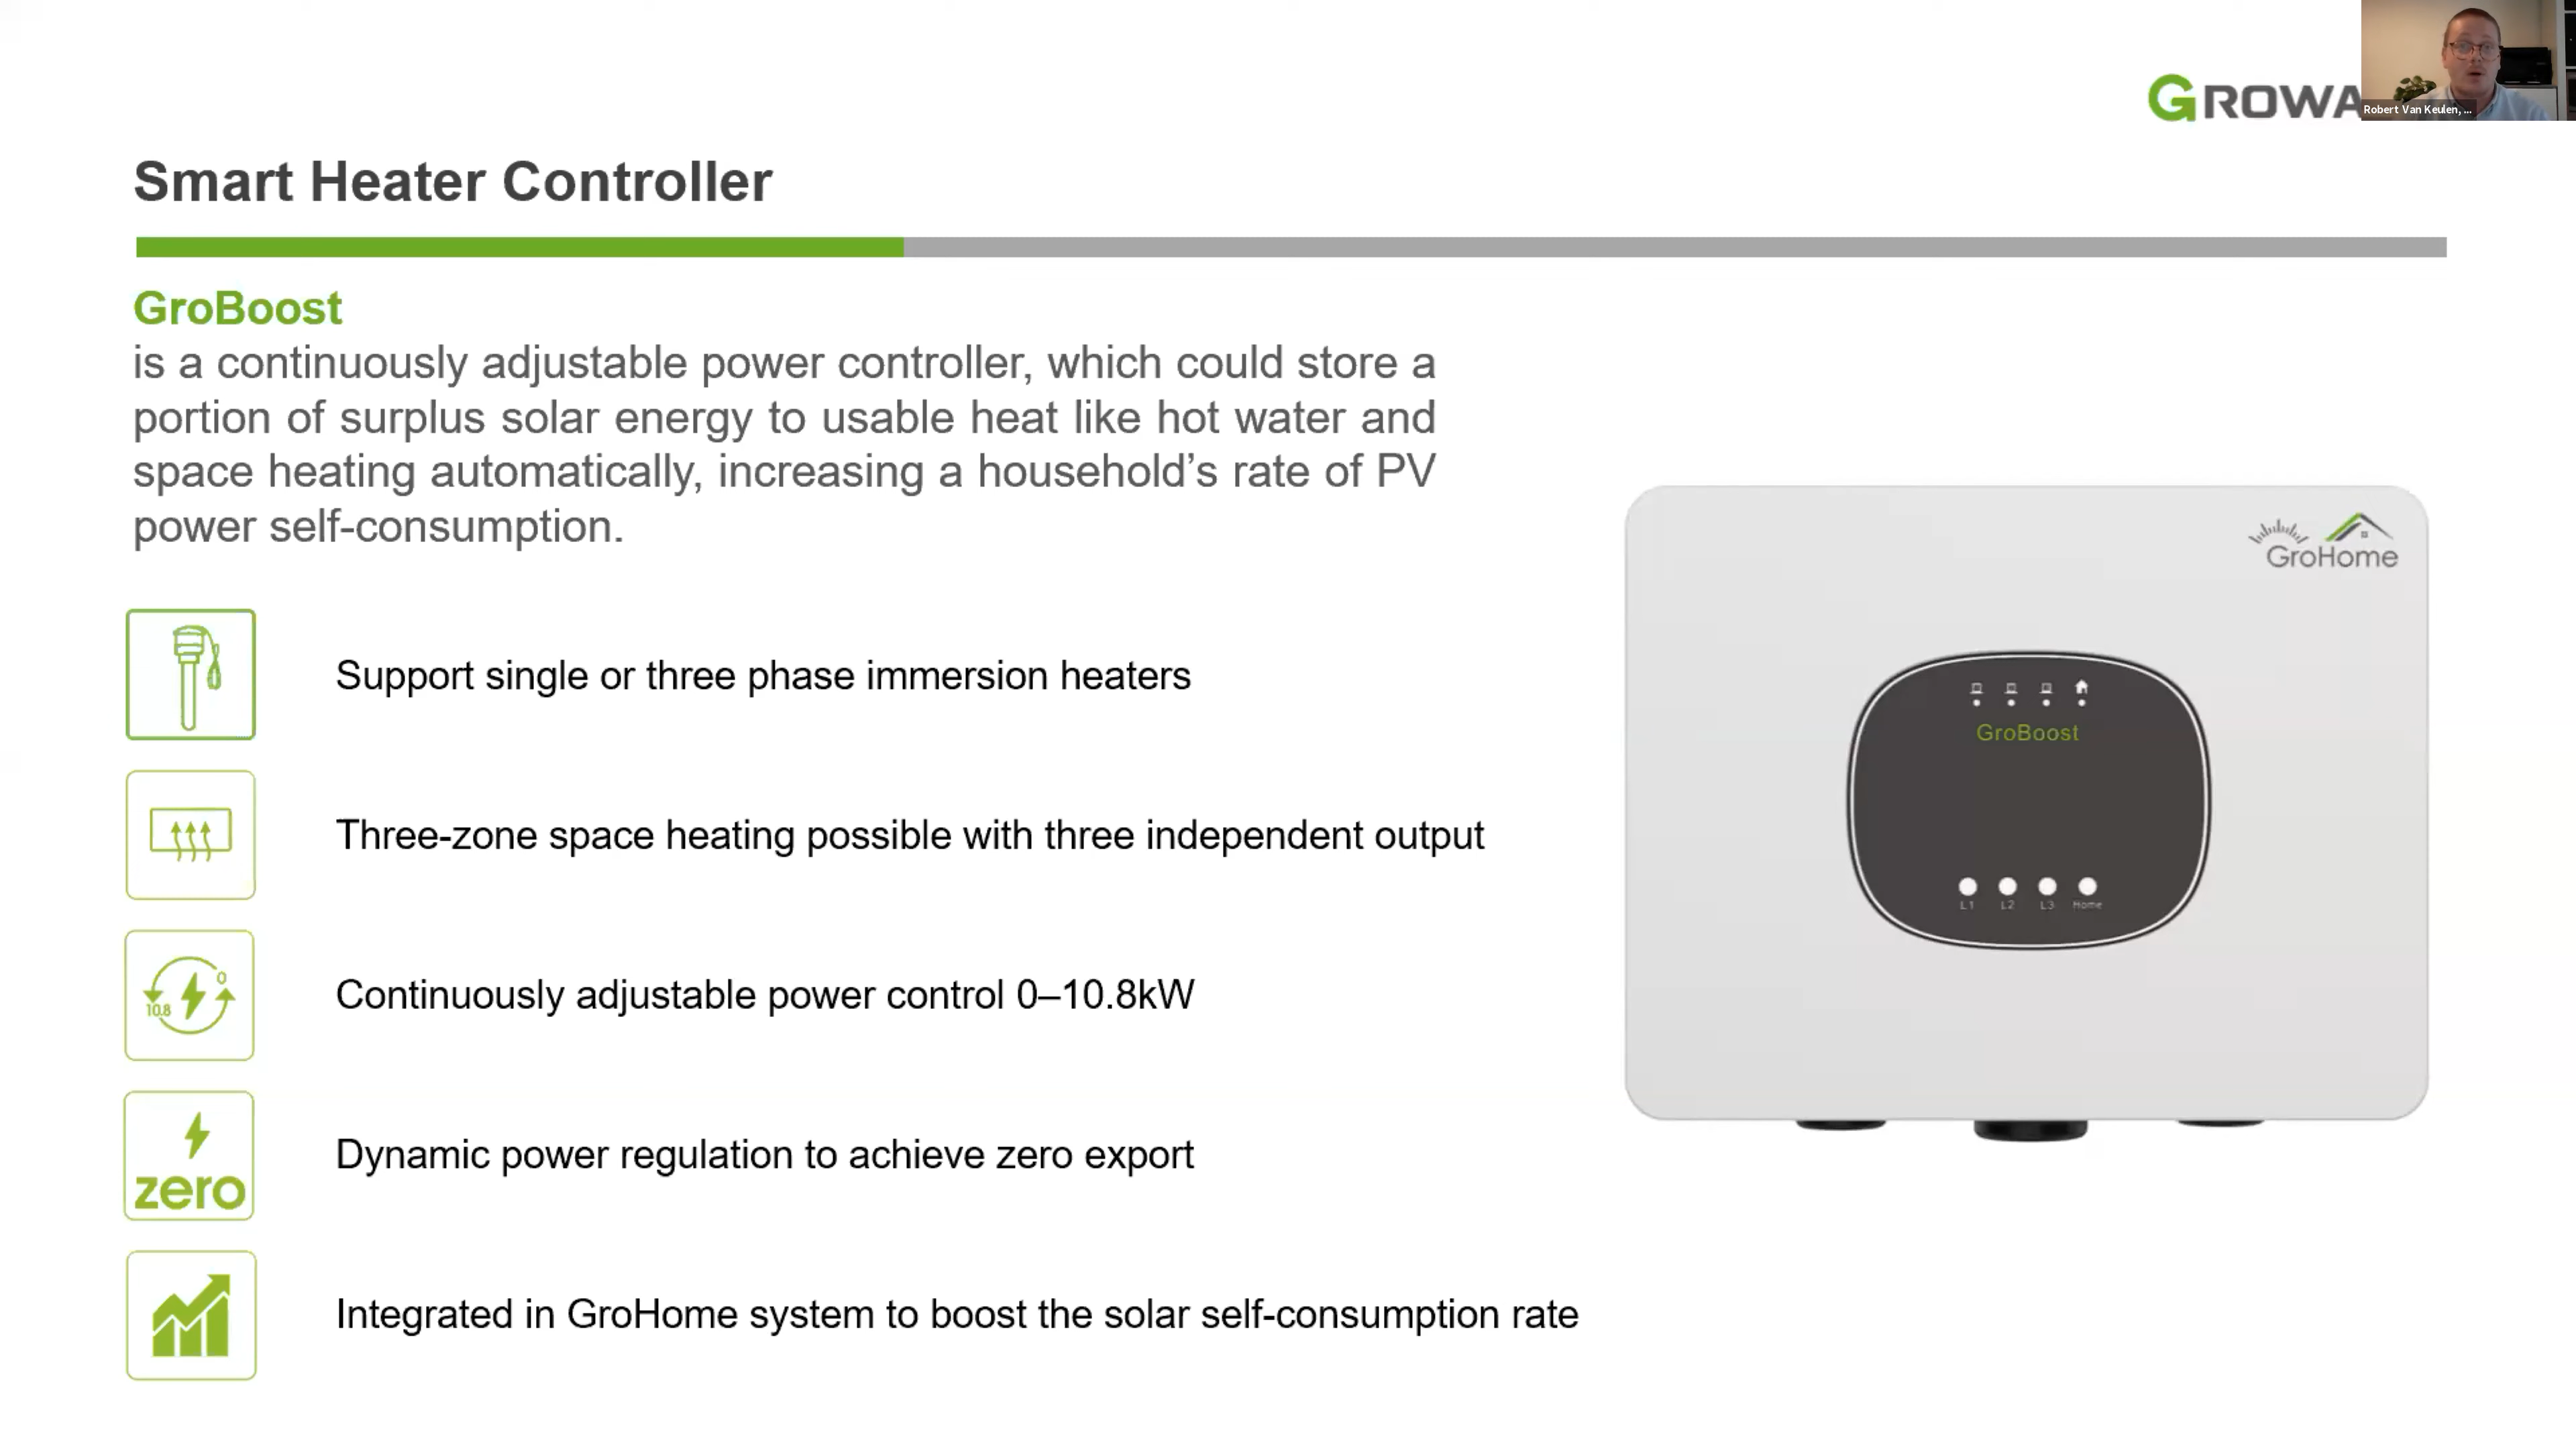 GROWA
Robert Van Keulen, ...
Smart Heater Controller
GroBoost
is a continuously adjustable power controller, which could store a
portion of surplus solar energy to usable heat like hot water and
space heating automatically, increasing a household’s rate of PV
power self-consumption.
GroHome
Support single or three phase immersion heaters
GroBoost
Three-zone space heating possible with three independent output
L1 L2 L3 Home
0
10.8
Continuously adjustable power control 0–10.8kW
zero
Dynamic power regulation to achieve zero export
Integrated in GroHome system to boost the solar self-consumption rate